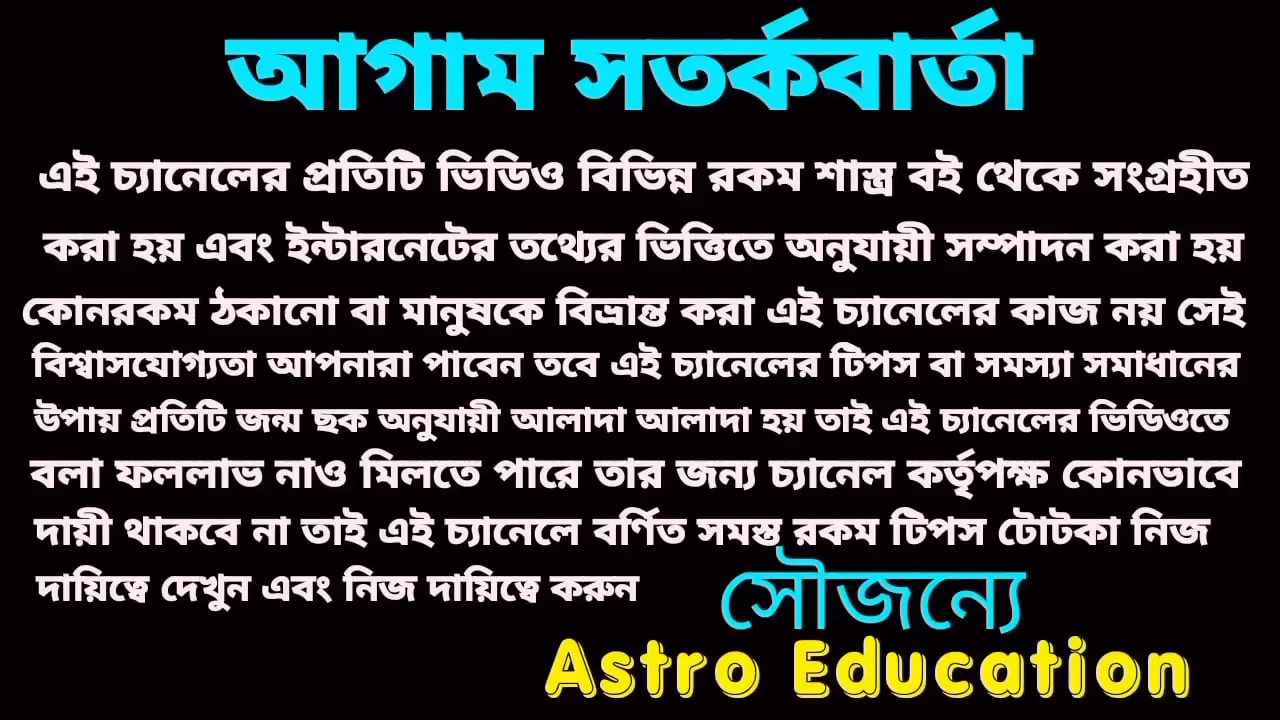 আগাম সতর্কবার্তা
এই চ্যানেলের প্রতিটি ভিডিও বিভিন্ন রকম শাস্ত্র বই থেকে সংগ্রহীত
করা হয় এবং ইন্টারনেটের তথ্যের ভিত্তিতে অনুযায়ী সম্পাদন করা হয়
কোনরকম ঠকানো বা মানুষকে বিভ্রান্ত করা এই চ্যানেলের কাজ নয় সেই
বিশ্বাসযোগ্যতা আপনারা পাবেন তবে এই চ্যানেলের টিপস বা সমস্যা সমাধানের
উপায় প্রতিটি জন্ম ছক অনুযায়ী আলাদা আলাদা হয় তাই এই চ্যানেলের ভিডিওতে
বলা ফললাভ নাও মিলতে পারে তার জন্য চ্যানেল কর্তৃপক্ষ কোনভাবে
দায়ী থাকবে না তাই এই চ্যানেলে বর্ণিত সমস্ত রকম টিপস টোটকা নিজ
দায়িত্বে দেখুন এবং নিজ দায়িত্বে করুন
সৌজন্যে
Astro Education